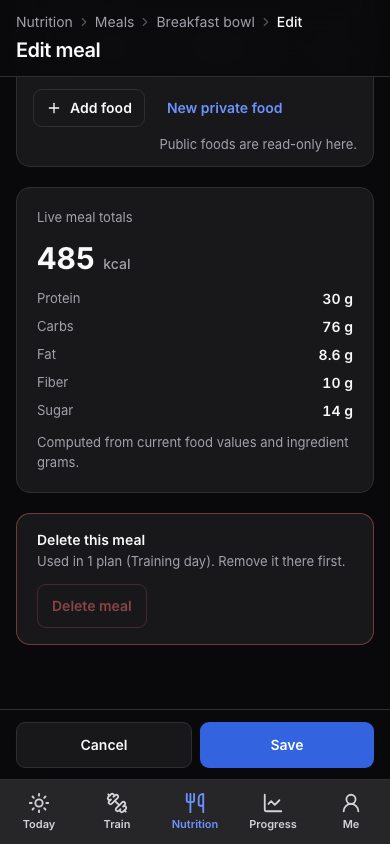 Nutrition > Meals > Breakfast bowl > Edit
Edit meal
+ Add food
New private food
Public foods are read-only here.
Live meal totals
485 kcal
Protein 30 g
Carbs 76 g
Fat 8.6 g
Fiber 10 g
Sugar 14 g
Computed from current food values and ingredient
grams.
Delete this meal
Used in 1 plan (Training day). Remove it there first.
Delete meal
Cancel
Save
Today
Train
Nutrition
Progress
Me